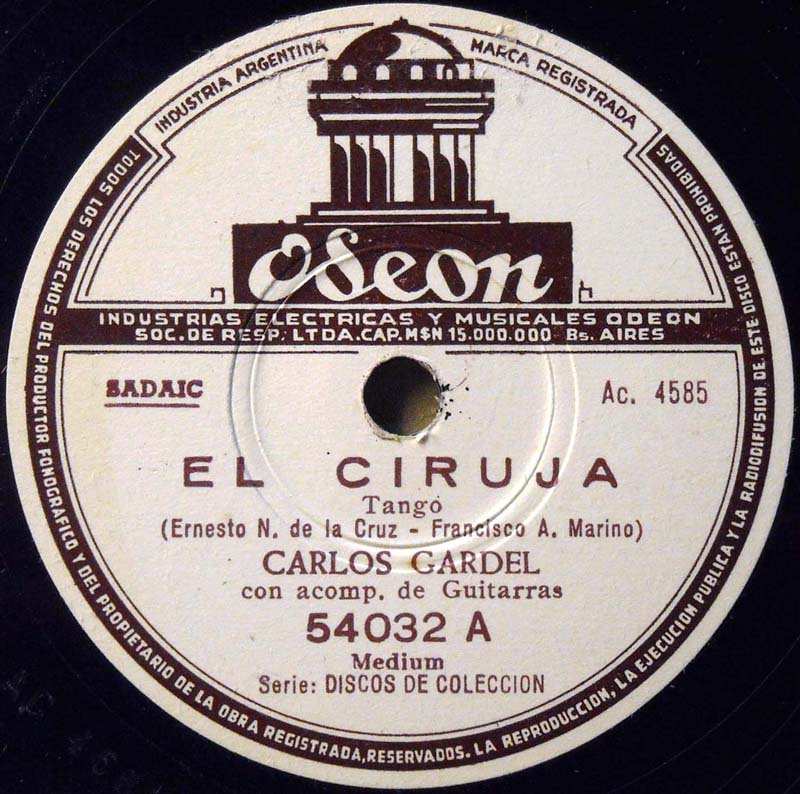 INDUSTRIA ARGENTINA
MARCA REGISTRADA
Odeon
INDUSTRIAS ELECTRICAS Y MUSICALES ODEON
SOC. DE RESP. LTDA. CAP. M$N 15.000.000 Bs. AIRES
SADAIC
Ac. 4585
EL CIRUJA
Tango
(Ernesto N. de la Cruz - Francisco A. Marino)
CARLOS GARDEL
con acomp. de Guitarras
54032 A
Medium
Serie: DISCOS DE COLECCION
TODOS LOS DERECHOS DEL PRODUCTOR FONOGRAFICO Y DEL PROPIETARIO DE LA OBRA REGISTRADA, RESERVADOS. LA REPRODUCCION, LA EJECUCION PUBLICA Y LA RADIODIFUSION DE ESTE DISCO ESTAN PROHIBIDAS